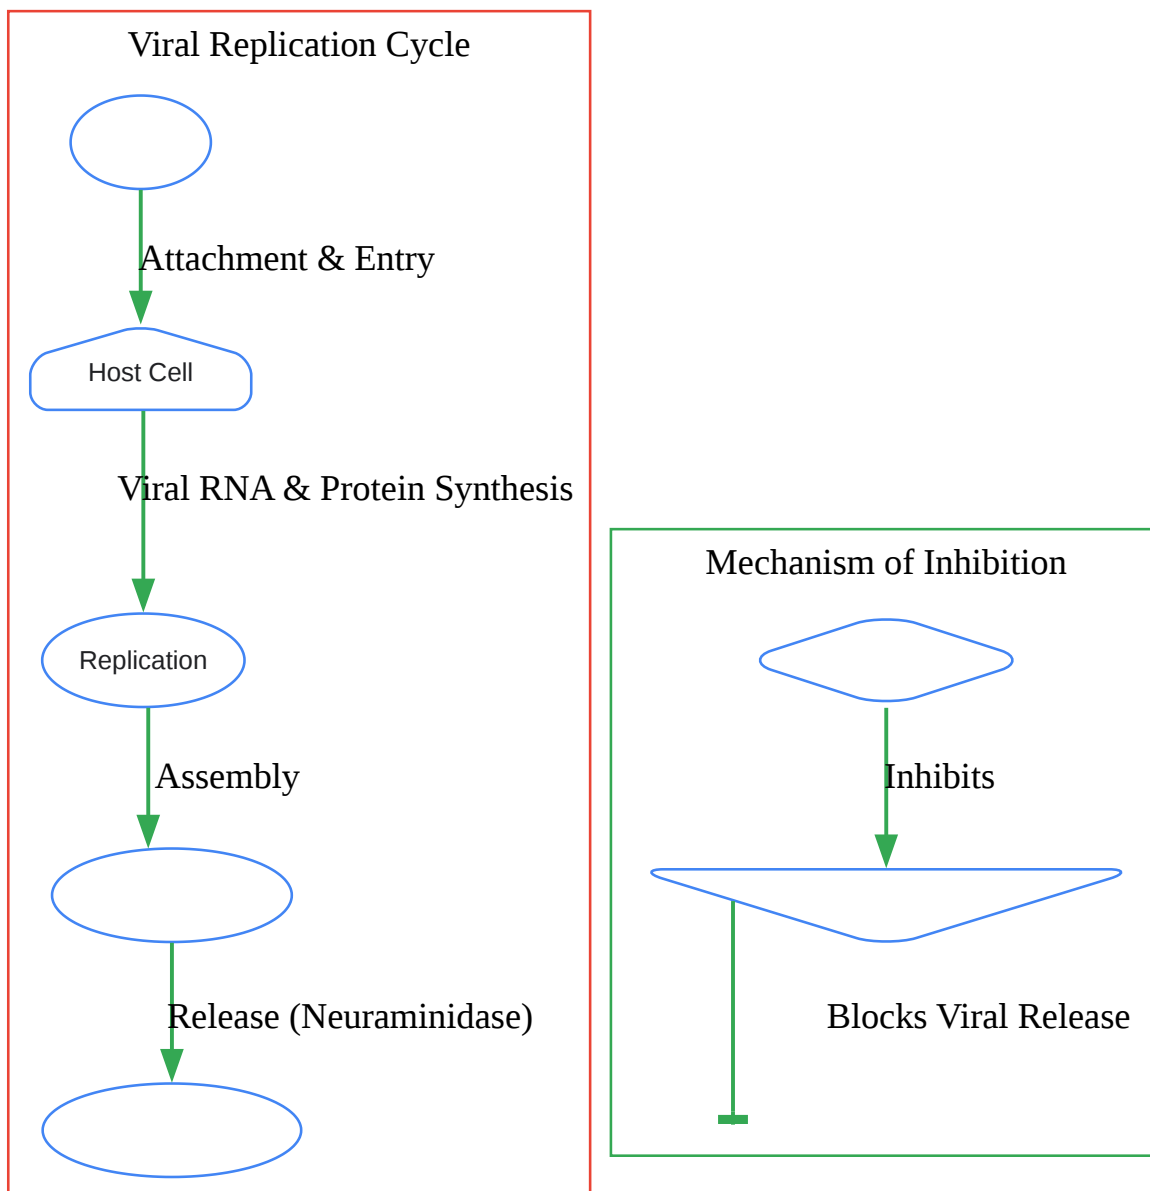 Viral Replication Cycle
Attachment & Entry
Host Cell
Viral RNA & Protein Synthesis
Replication
Assembly
Release (Neuraminidase)
Mechanism of Inhibition
Inhibits
Blocks Viral Release